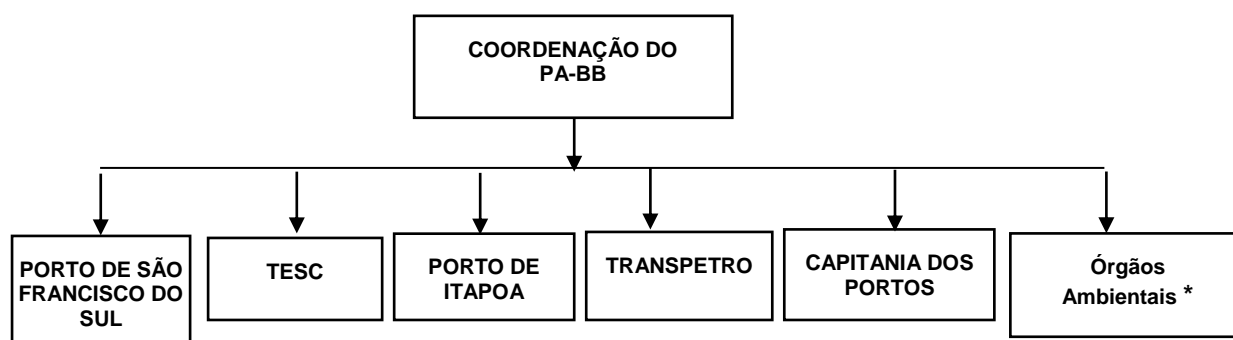 COORDENAÇÃO DO
PA-BB
PORTO DE SÃO
FRANCISCO DO
SUL
TESC
PORTO DE
ITAPOA
TRANSPETRO
CAPITANIA DOS
PORTOS
Órgãos
Ambientais *